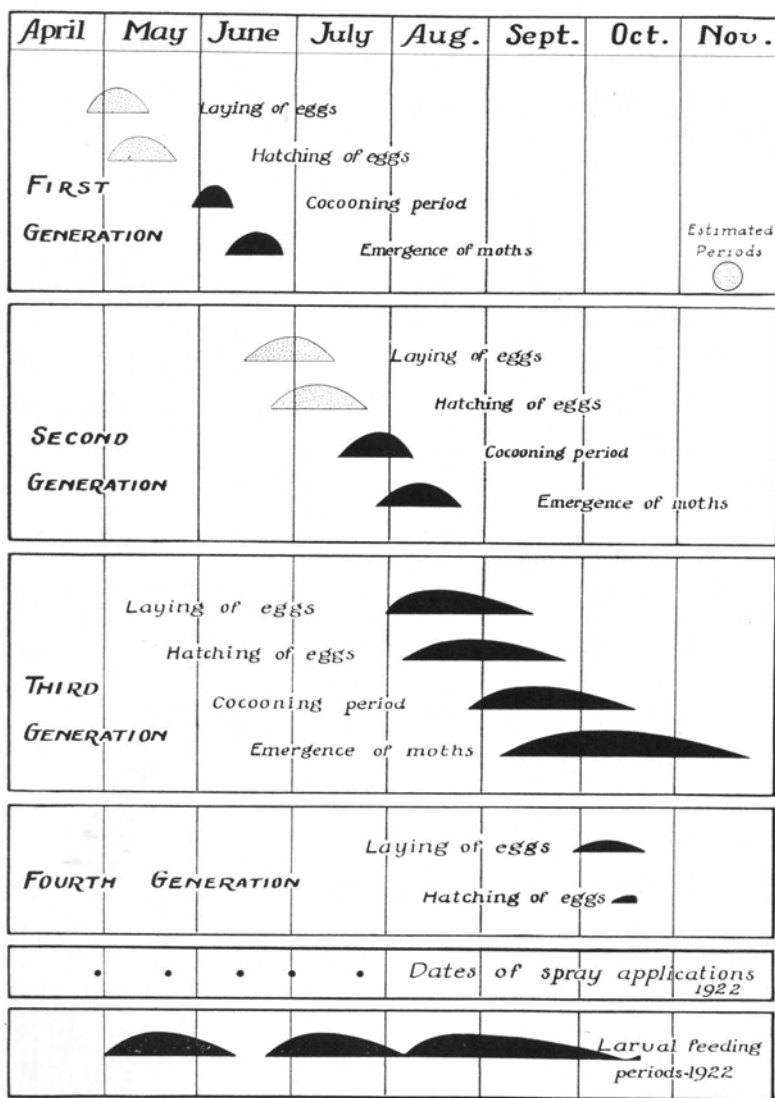 April May June July Aug. Sept. Oct. Nov.
Laying of eggs
Hatching of eggs
FIRST
GENERATION
Cocooning period
Emergence of moths
Estimated
Periods
Laying of eggs
Hatching of eggs
SECOND
GENERATION
Cocooning period
Emergence of moths
Laying of eggs
Hatching of eggs
THIRD
GENERATION
Cocooning period
Emergence of moths
Laying of eggs
FOURTH GENERATION
Hatching of eggs
Dates of spray applications
1922
Larval feeding
periods-1922